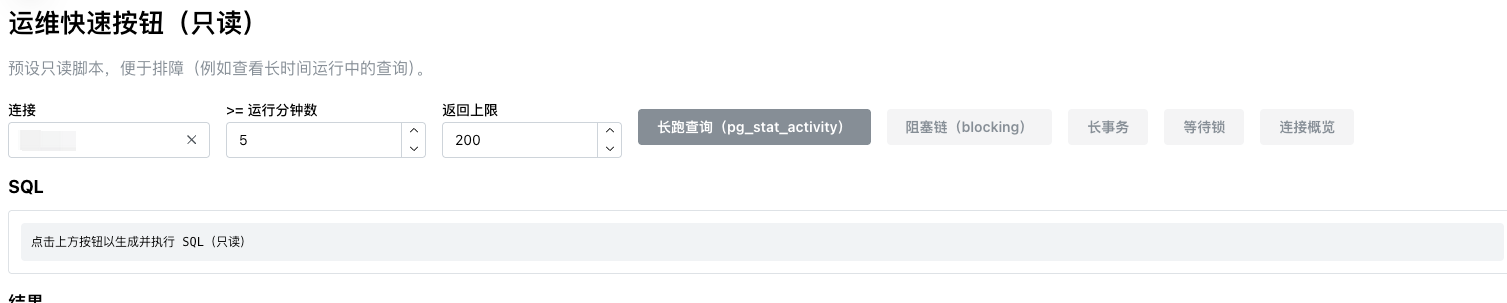 运维快速按钮（只读）
预设只读脚本，便于排障（例如查看长时间运行中的查询）。
连接 >= 运行分钟数 返回上限
5 200 长跑查询（pg_stat_activity） 阻塞链（blocking） 长事务 等待锁 连接概览
SQL
点击上方按钮以生成并执行 SQL（只读）
结果